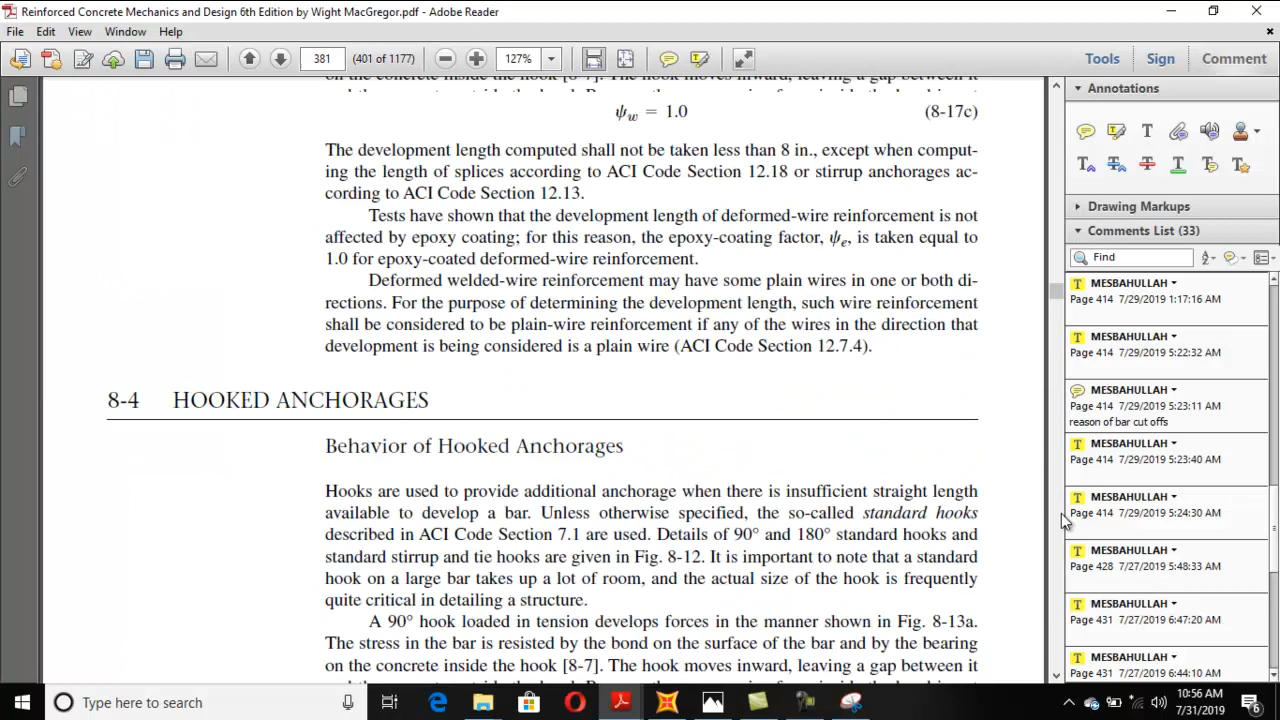 Reinforced Concrete Mechanics and Design 6th Edition by Wight MacGregor.pdf - Adobe Reader
File Edit View Window Help
381 (401 of 1177) 127% Tools Sign Comment
on the concrete inside the hook [8-7]. The hook moves inward, leaving a gap between it
ψw = 1.0 (8-17c)
The development length computed shall not be taken less than 8 in., except when comput-
ing the length of splices according to ACI Code Section 12.18 or stirrup anchorages ac-
cording to ACI Code Section 12.13.
Tests have shown that the development length of deformed-wire reinforcement is not
affected by epoxy coating; for this reason, the epoxy-coating factor, ψe, is taken equal to
1.0 for epoxy-coated deformed-wire reinforcement.
Deformed welded-wire reinforcement may have some plain wires in one or both di-
rections. For the purpose of determining the development length, such wire reinforcement
shall be considered to be plain-wire reinforcement if any of the wires in the direction that
development is being considered is a plain wire (ACI Code Section 12.7.4).
8-4 HOOKED ANCHORAGES
Behavior of Hooked Anchorages
Hooks are used to provide additional anchorage when there is insufficient straight length
available to develop a bar. Unless otherwise specified, the so-called standard hooks
described in ACI Code Section 7.1 are used. Details of 90° and 180° standard hooks and
standard stirrup and tie hooks are given in Fig. 8-12. It is important to note that a standard
hook on a large bar takes up a lot of room, and the actual size of the hook is frequently
quite critical in detailing a structure.
A 90° hook loaded in tension develops forces in the manner shown in Fig. 8-13a.
The stress in the bar is resisted by the bond on the surface of the bar and by the bearing
on the concrete inside the hook [8-7]. The hook moves inward, leaving a gap between it
Annotations
Drawing Markups
Comments List (33)
Find
MESBAHULLAH
Page 414 7/29/2019 1:17:16 AM
MESBAHULLAH
Page 414 7/29/2019 5:22:32 AM
MESBAHULLAH
Page 414 7/29/2019 5:23:11 AM
reason of bar cut offs
MESBAHULLAH
Page 414 7/29/2019 5:23:40 AM
MESBAHULLAH
Page 414 7/29/2019 5:24:30 AM
MESBAHULLAH
Page 428 7/27/2019 5:48:33 AM
MESBAHULLAH
Page 431 7/27/2019 6:47:20 AM
MESBAHULLAH
Page 431 7/27/2019 6:44:10 AM
Type here to search
10:56 AM
7/31/2019
6